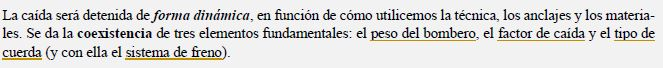 La caída será detenida de forma dinámica, en función de cómo utilicemos la técnica, los anclajes y los materia-
les. Se da la coexistencia de tres elementos fundamentales: el peso del bombero, el factor de caída y el tipo de
cuerda (y con ella el sistema de freno).